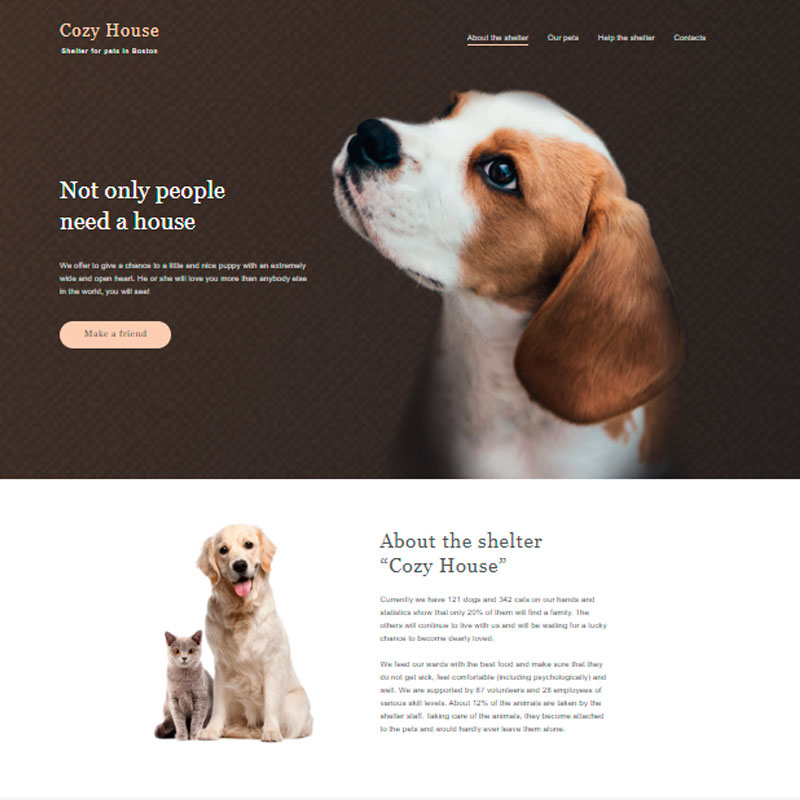 Cozy House
Shelter for pets in Boston
About the shelter Our pets Help the shelter Contacts
Not only people
need a house
We offer to give a chance to a little and nice puppy with an extremely
wide and open heart. He or she will love you more than anybody else
in the world, you will see!
Make a friend
About the shelter
“Cozy House”
Currently we have 121 dogs and 342 cats on our hands and
statistics show that only 20% of them will find a family. The
others will continue to live with us and will be waiting for a lucky
chance to become dearly loved.
We feed our wards with the best food and make sure that they
do not get sick, feel comfortable (including psychologically) and
well. We are supported by 87 volunteers and 28 employees of
various skill levels. About 12% of the animals are taken by the
shelter staff. Taking care of the animals, they become attached
to the pets and would hardly ever leave them alone.